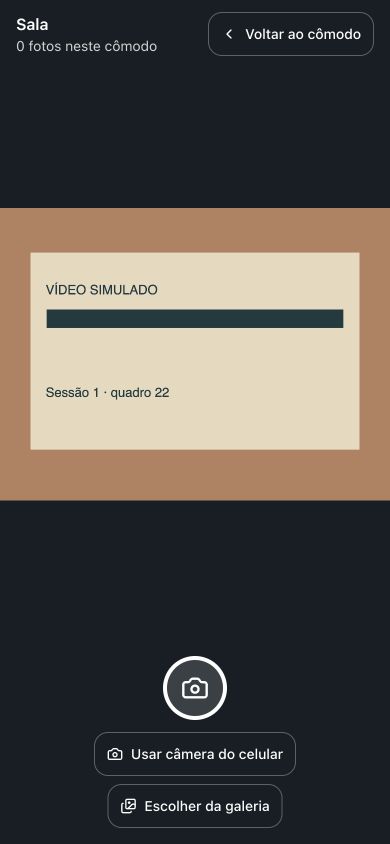 Sala
0 fotos neste cômodo
Voltar ao cômodo
VÍDEO SIMULADO
Sessão 1 · quadro 22
Usar câmera do celular
Escolher da galeria